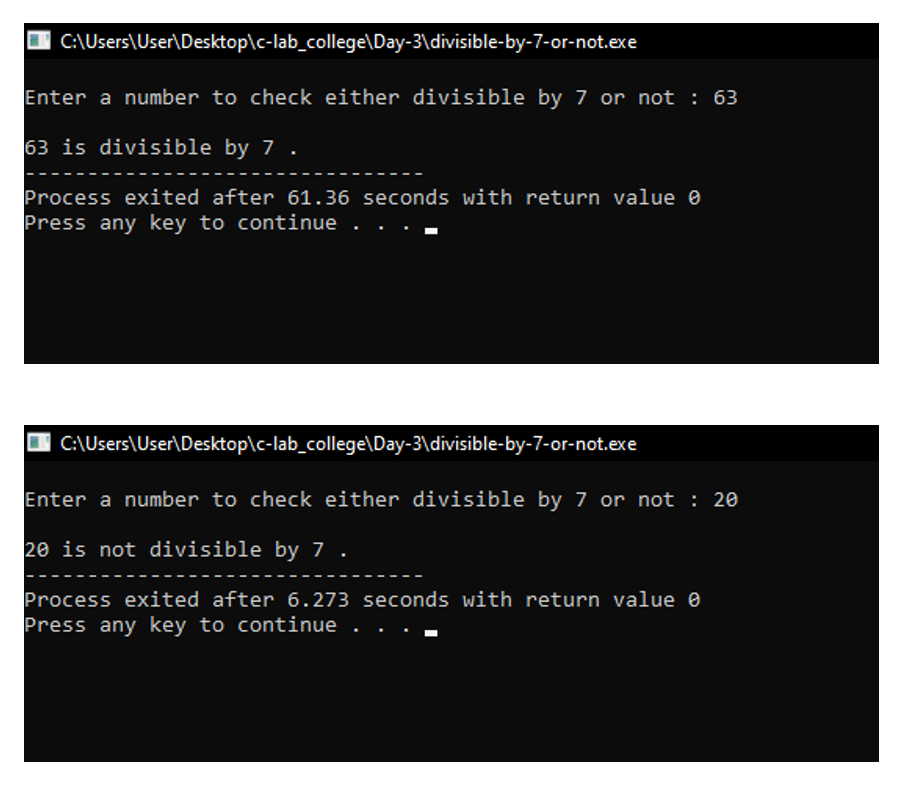 C:\Users\User\Desktop\c-lab_college\Day-3\divisible-by-7-or-not.exe
Enter a number to check either divisible by 7 or not : 63
63 is divisible by 7 .
--------------------------------
Process exited after 61.36 seconds with return value 0
Press any key to continue . . .
C:\Users\User\Desktop\c-lab_college\Day-3\divisible-by-7-or-not.exe
Enter a number to check either divisible by 7 or not : 20
20 is not divisible by 7 .
--------------------------------
Process exited after 6.273 seconds with return value 0
Press any key to continue . . .